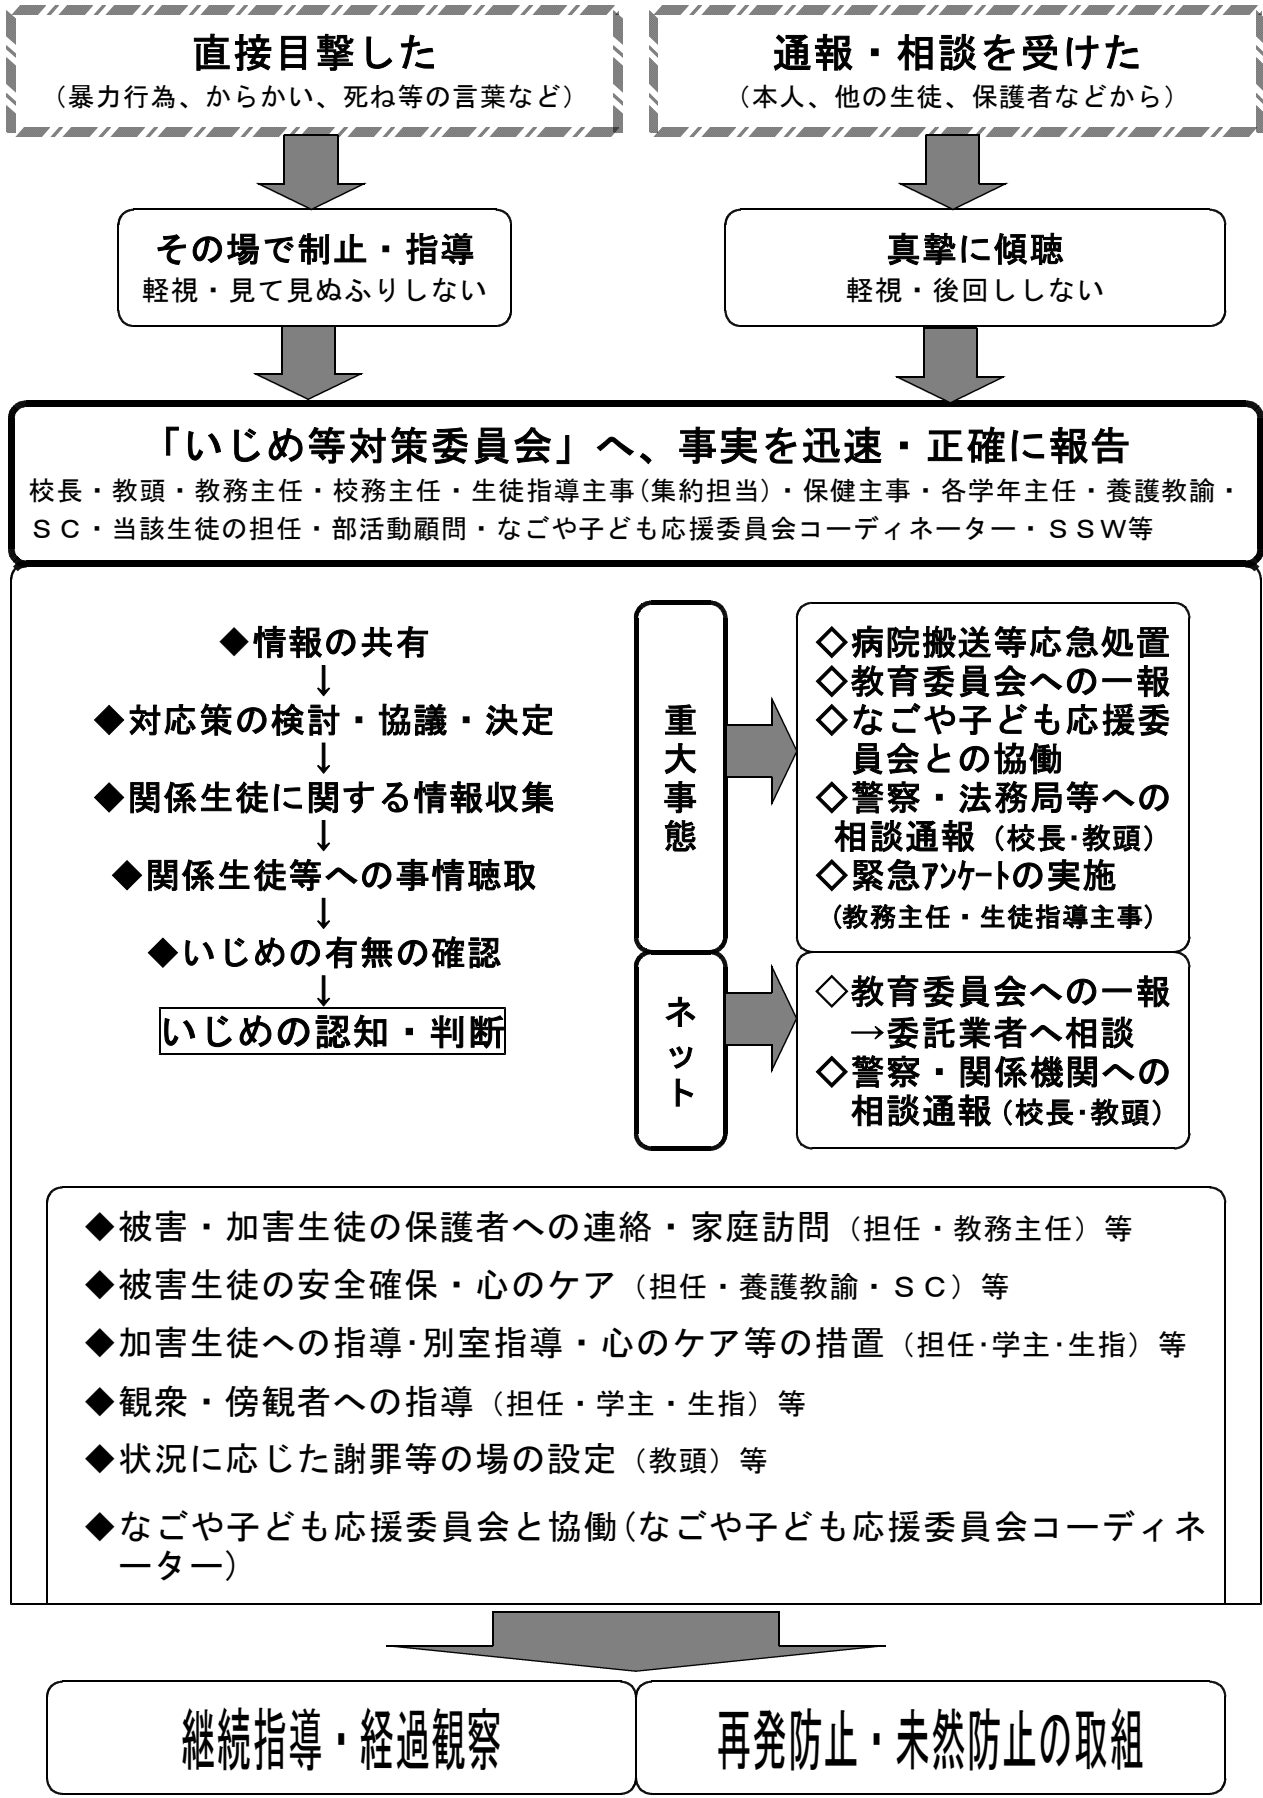 直接目撃した
（暴力行為、からかい、死ね等の言葉など）
通報・相談を受けた
（本人、他の生徒、保護者などから）
その場で制止・指導
軽視・見て見ぬふりしない
真摯に傾聴
軽視・後回ししない
「いじめ等対策委員会」へ、事実を迅速・正確に報告
校長・教頭・教務主任・校務主任・生徒指導主事(集約担当)・保健主事・各学年主任・養護教諭・
ＳＣ・当該生徒の担任・部活動顧問・なごや子ども応援委員会コーディネーター・ＳＳＷ等
◆情報の共有
↓
◆対応策の検討・協議・決定
↓
◆関係生徒に関する情報収集
↓
◆関係生徒等への事情聴取
↓
◆いじめの有無の確認
↓
いじめの認知・判断
重大事態
◇病院搬送等応急処置
◇教育委員会への一報
◇なごや子ども応援委
員会との協働
◇警察・法務局等への
相談通報（校長・教頭）
◇緊急ｱﾝｹｰﾄの実施
（教務主任・生徒指導主事）
ネット
◇教育委員会への一報
→委託業者へ相談
◇警察・関係機関への
相談通報（校長・教頭）
◆被害・加害生徒の保護者への連絡・家庭訪問（担任・教務主任）等
◆被害生徒の安全確保・心のケア（担任・養護教諭・ＳＣ）等
◆加害生徒への指導・別室指導・心のケア等の措置（担任・学主・生指）等
◆観衆・傍観者への指導（担任・学主・生指）等
◆状況に応じた謝罪等の場の設定（教頭）等
◆なごや子ども応援委員会と協働(なごや子ども応援委員会コーディネ
ーター)
継続指導・経過観察
再発防止・未然防止の取組